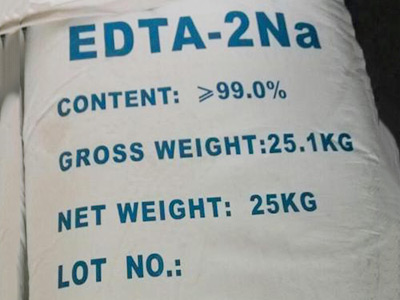 EDTA-2Na
CONTENT: ⩾99.0%
GROSS WEIGHT:25.1KG
NET WEIGHT: 25KG
LOT NO.: